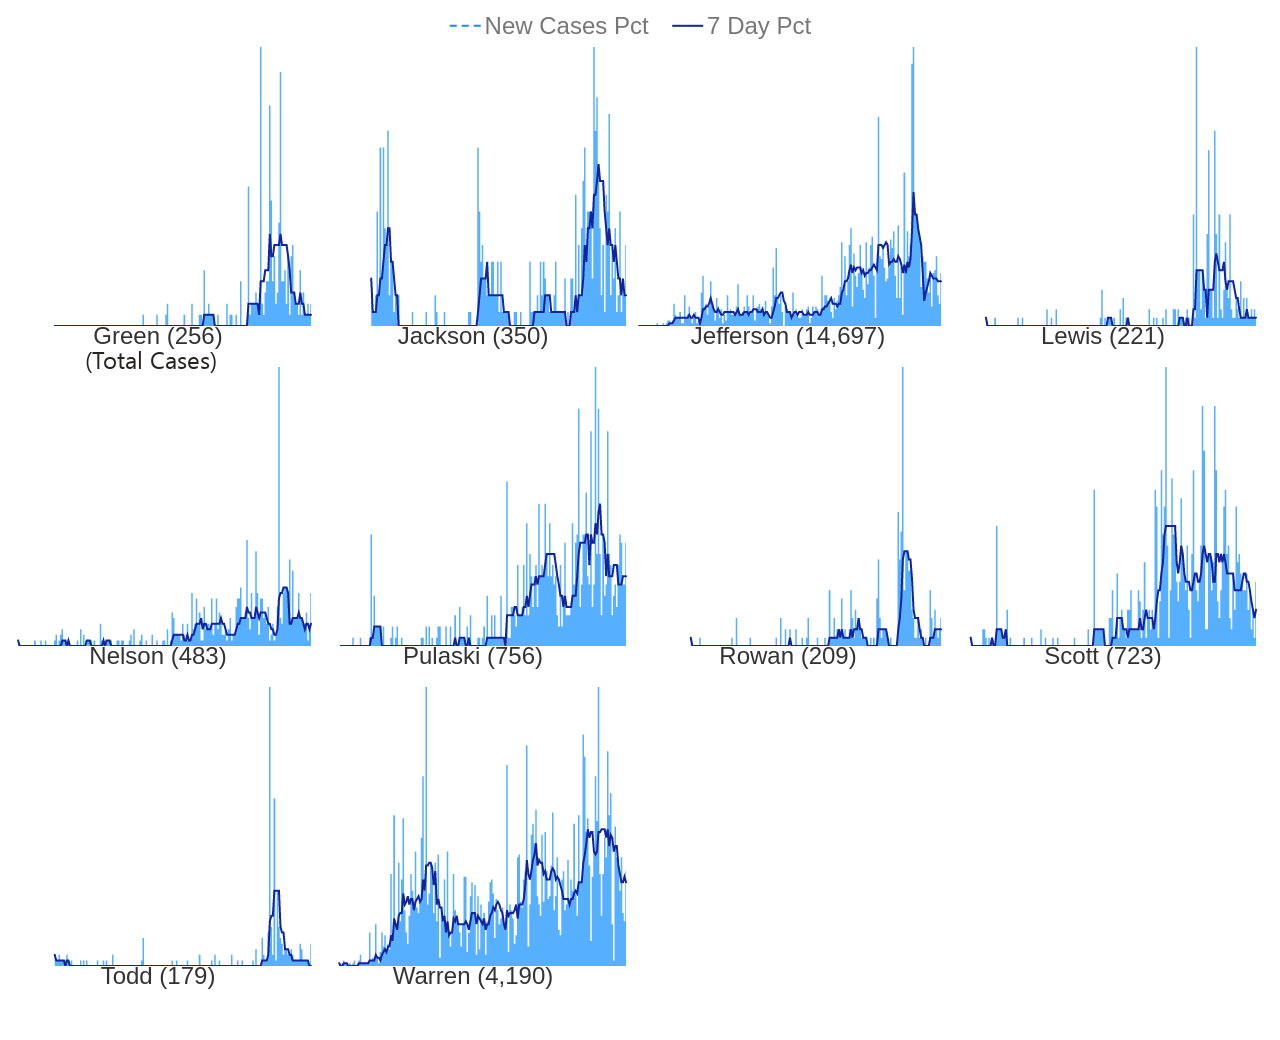 New Cases Pct 7 Day Pct
Green (256) Jackson (350) Jefferson (14,697) Lewis (221)
(Total Cases)
Nelson (483) Pulaski (756) Rowan (209) Scott (723)
Todd (179) Warren (4,190)